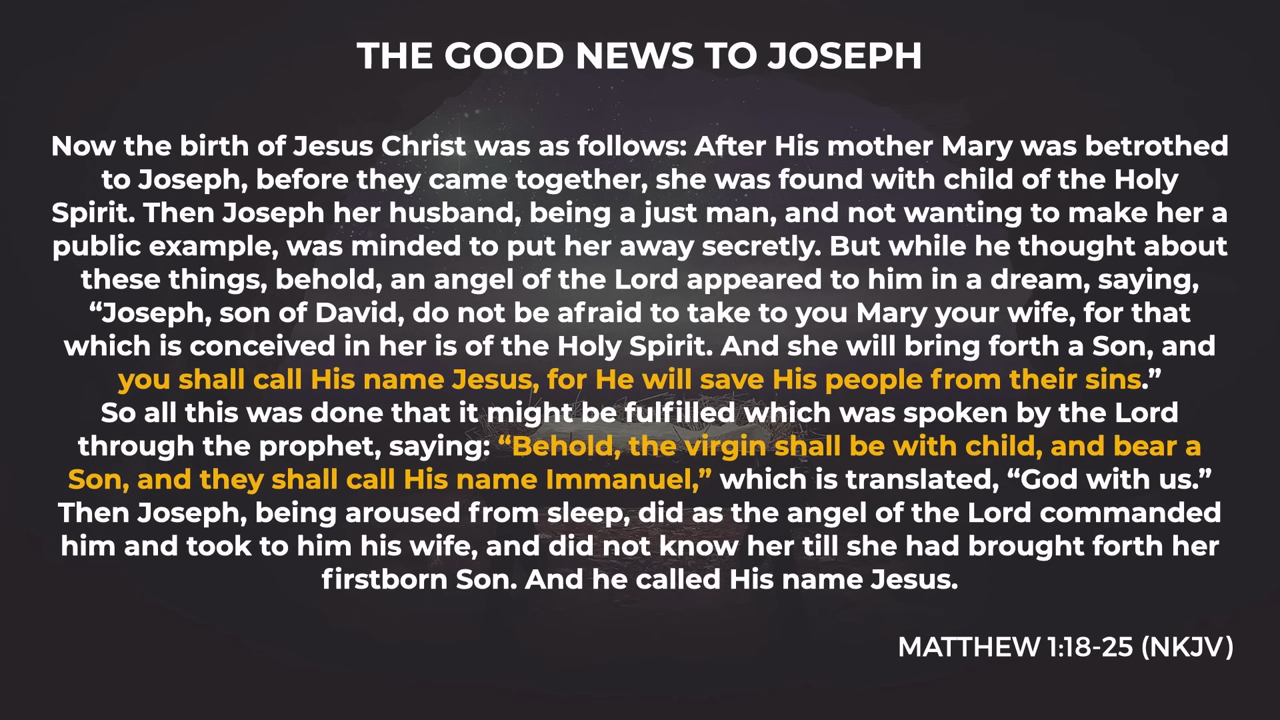 THE GOOD NEWS TO JOSEPH
Now the birth of Jesus Christ was as follows: After His mother Mary was betrothed
to Joseph, before they came together, she was found with child of the Holy
Spirit. Then Joseph her husband, being a just man, and not wanting to make her a
public example, was minded to put her away secretly. But while he thought about
these things, behold, an angel of the Lord appeared to him in a dream, saying,
“Joseph, son of David, do not be afraid to take to you Mary your wife, for that
which is conceived in her is of the Holy Spirit. And she will bring forth a Son, and
you shall call His name Jesus, for He will save His people from their sins.”
So all this was done that it might be fulfilled which was spoken by the Lord
through the prophet, saying: “Behold, the virgin shall be with child, and bear a
Son, and they shall call His name Immanuel,” which is translated, “God with us.”
Then Joseph, being aroused from sleep, did as the angel of the Lord commanded
him and took to him his wife, and did not know her till she had brought forth her
firstborn Son. And he called His name Jesus.
MATTHEW 1:18-25 (NKJV)